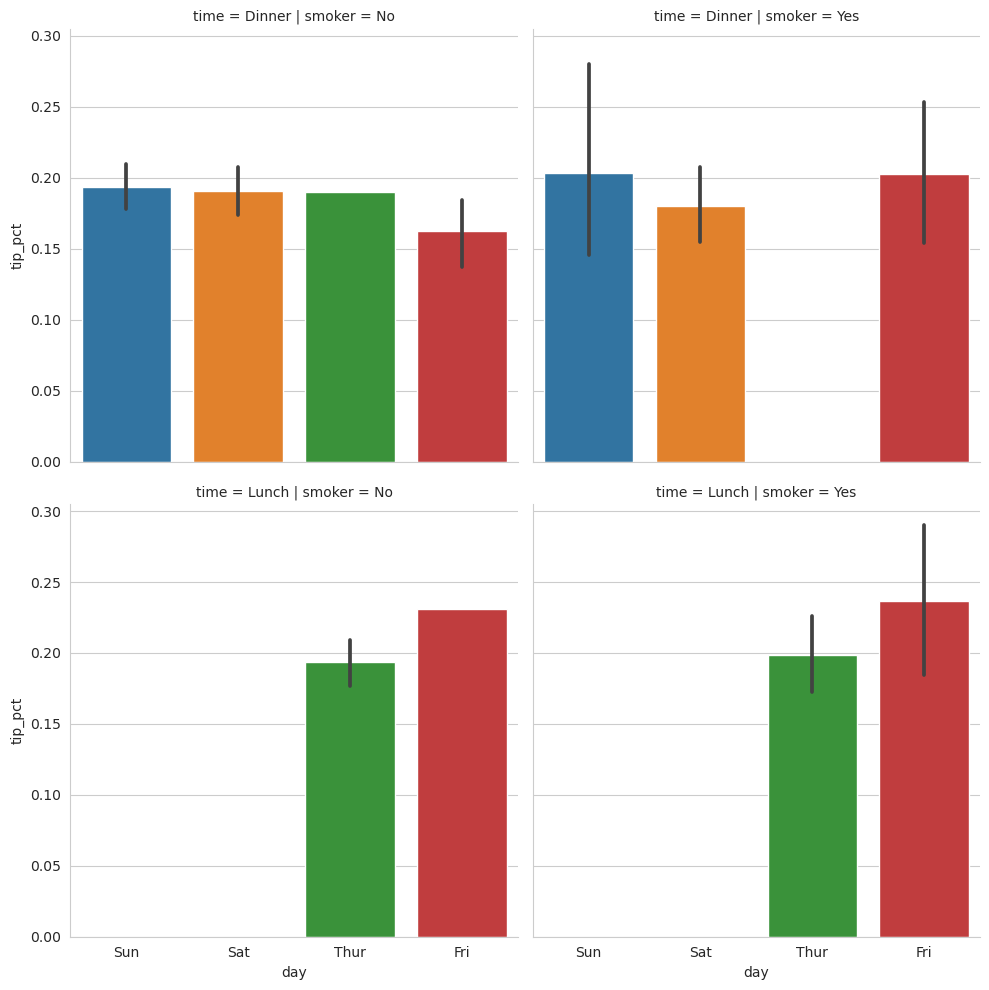 time = Dinner | smoker = No
time = Dinner | smoker = Yes
0.30
0.25
0.20
0.15
0.10
0.05
0.00
tip_pct
time = Lunch | smoker = No
time = Lunch | smoker = Yes
0.30
0.25
0.20
0.15
0.10
0.05
0.00
tip_pct
Sun Sat Thur Fri
Sun Sat Thur Fri
day
day